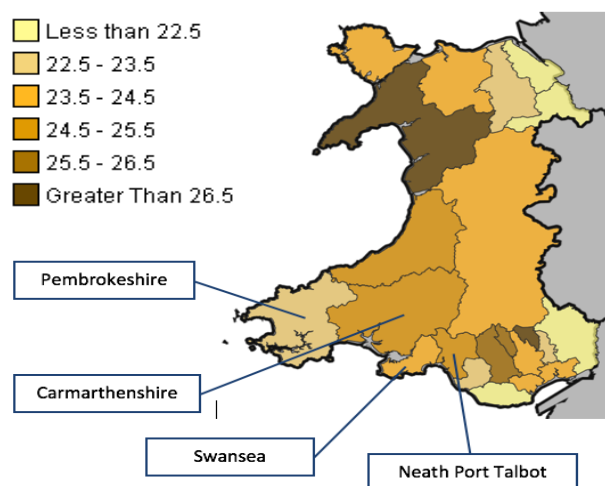 Less than 22.5
22.5 - 23.5
23.5 - 24.5
24.5 - 25.5
25.5 - 26.5
Greater Than 26.5
Pembrokeshire
Carmarthenshire
Swansea
Neath Port Talbot